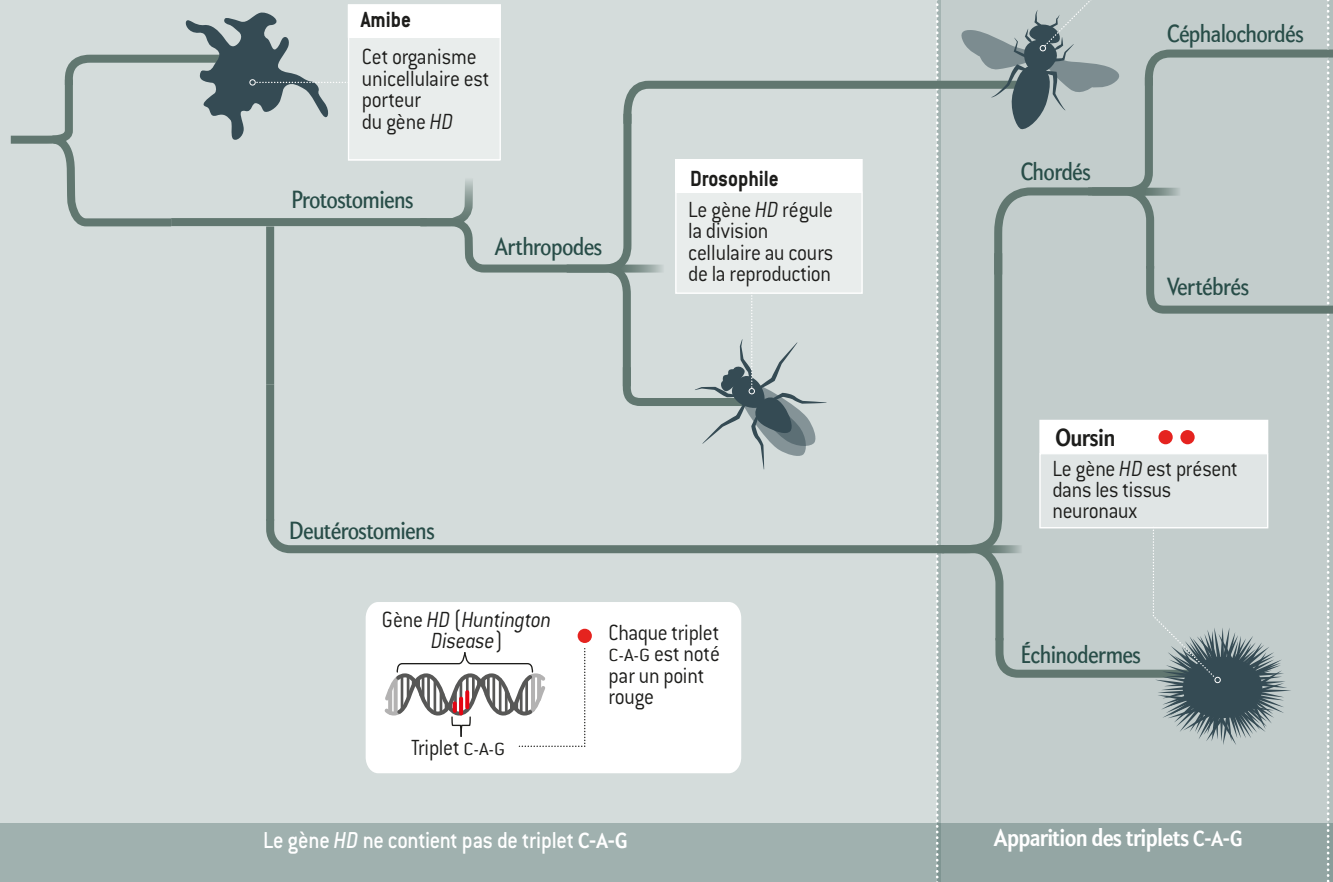 Amibe
Cet organisme
unicellulaire est
porteur
du gène HD
Protostomiens
Arthropodes
Drosophile
Le gène HD régule
la division
cellulaire au cours
de la reproduction
Céphalochordés
Chordés
Vertébrés
Oursin
Le gène HD est présent
dans les tissus
neuronaux
Deutérostomiens
Échinodermes
Gène HD (Huntington
Disease)
Triplet C-A-G
Chaque triplet
C-A-G est noté
par un point
rouge
Le gène HD ne contient pas de triplet C-A-G
Apparition des triplets C-A-G